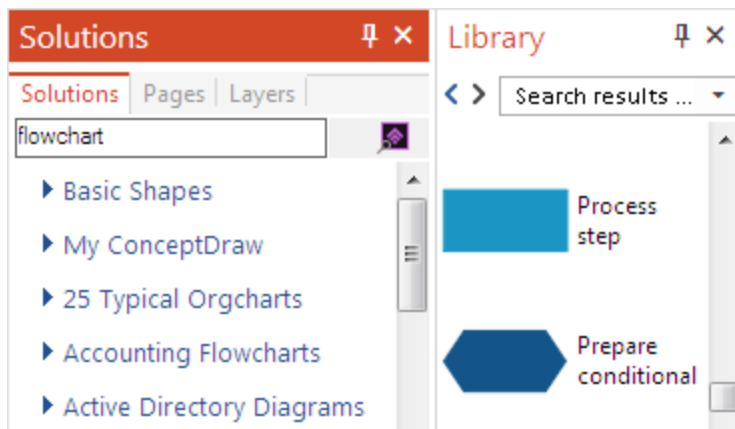 Solutions
Solutions Pages Layers
flowchart
Basic Shapes
My ConceptDraw
25 Typical Orgcharts
Accounting Flowcharts
Active Directory Diagrams
Library
Search results ...
Process
step
Prepare
conditional